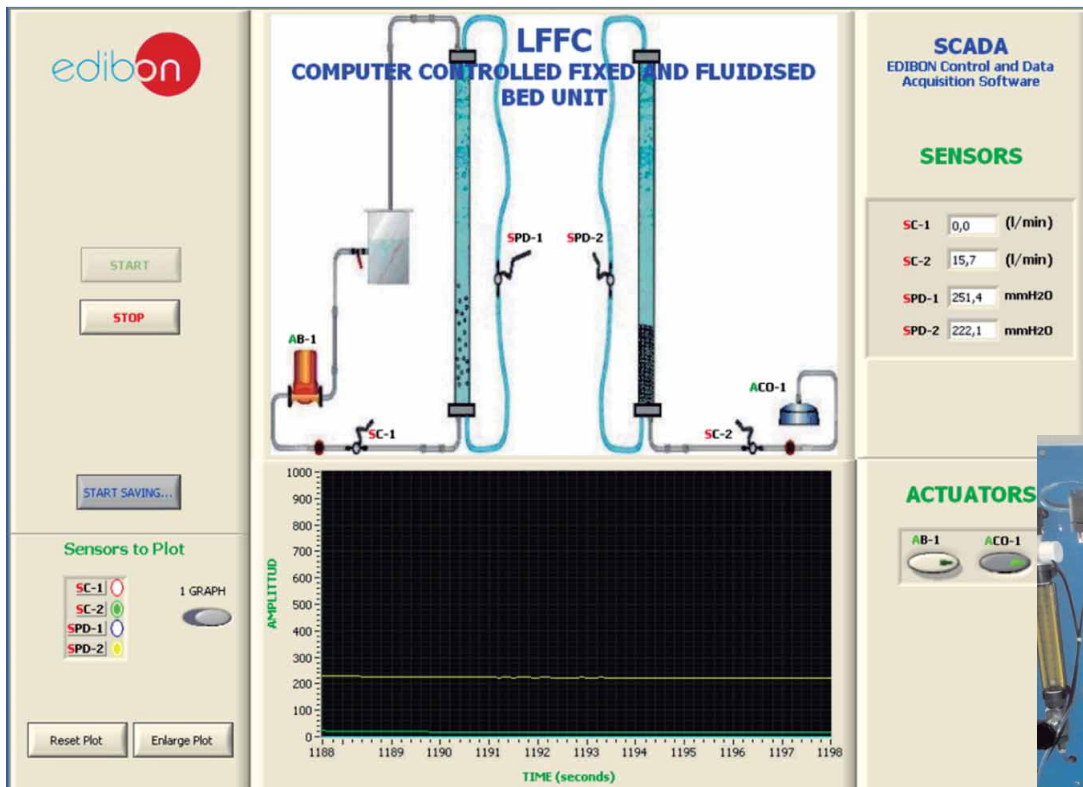 edibon
START
STOP
START SAVING...
Sensors to Plot
SC-1
SC-2
SPD-1
SPD-2
1 GRAPH
Reset Plot
Enlarge Plot
LFFC
COMPUTER CONTROLLED FIXED AND FLUIDISED
BED UNIT
SPD-1
SPD-2
AB-1
ACO-1
SC-1
SC-2
AMPLITTUD
1000
900
800
700
600
500
400
300
200
100
0
1188 1189 1190 1191 1192 1193 1194 1195 1196 1197 1198
TIME (seconds)
SCADA
EDIBON Control and Data
Acquisition Software
SENSORS
SC-1 0,0 (l/min)
SC-2 15,7 (l/min)
SPD-1 251,4 mmH2O
SPD-2 222,1 mmH2O
ACTUATORS
AB-1 ACO-1